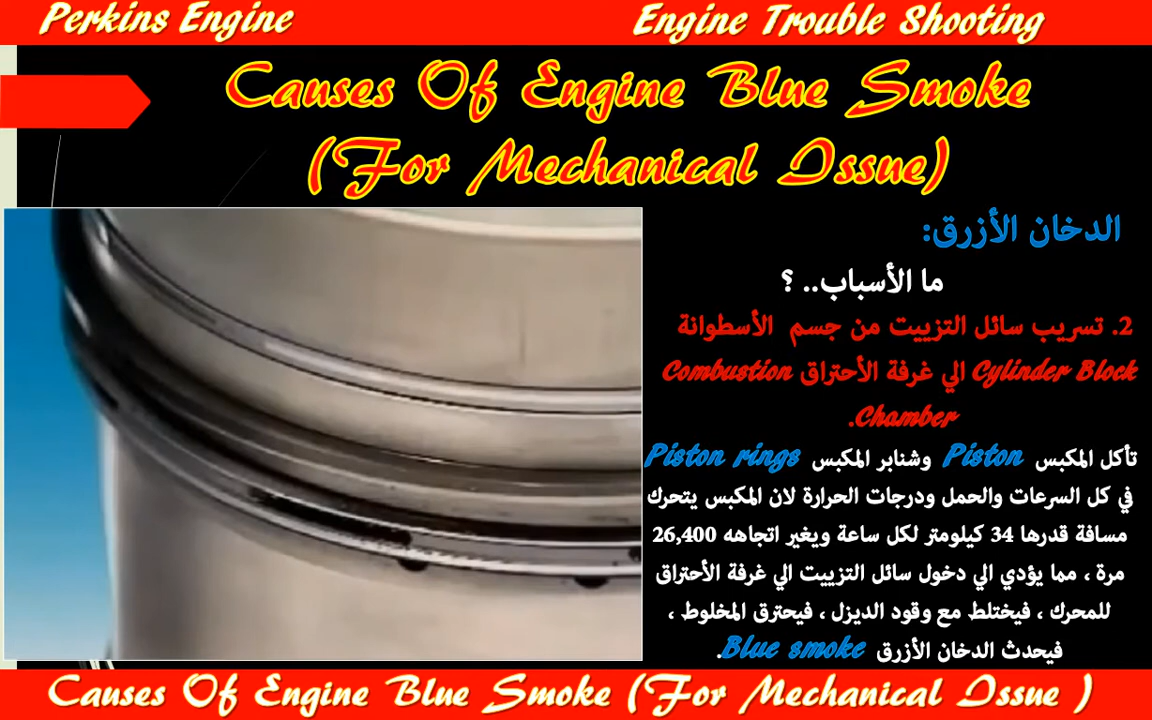 Perkins Engine
Engine Trouble Shooting
Causes Of Engine Blue Smoke
(For Mechanical Issue)
الدخان الأزرق:
ما الأسباب.. ؟
2. تسريب سائل التزييت من جسم الأسطوانة
Cylinder Block الي غرفة الأحتراق Combustion
Chamber.
تأكل المكبس Piston وشنابر المكبس Piston rings
في كل السرعات والحمل ودرجات الحرارة لان المكبس يتحرك
مسافة قدرها 34 كيلومتر لكل ساعة ويغير اتجاهه 26,400
مرة ، مما يؤدي الي دخول سائل التزييت الي غرفة الأحتراق
للمحرك ، فيختلط مع وقود الديزل ، فيحترق المخلوط ،
فيحدث الدخان الأزرق Blue smoke.
Causes Of Engine Blue Smoke (For Mechanical Issue )